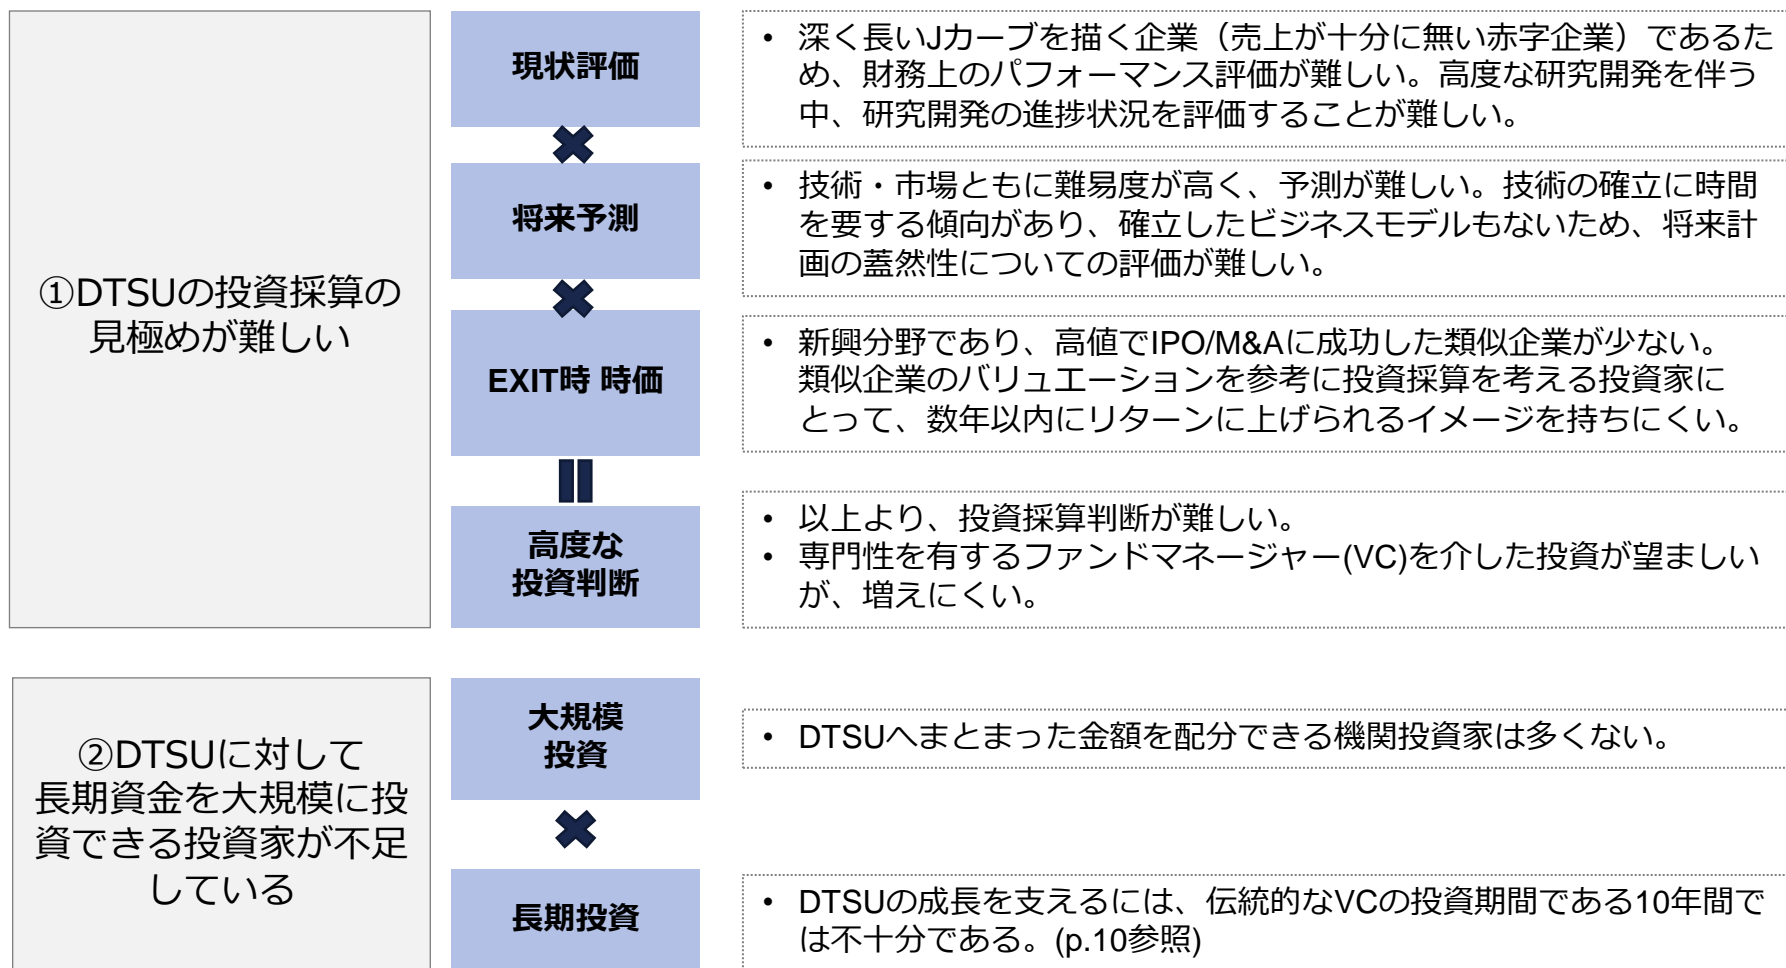 ①DTSUの投資採算の
見極めが難しい
現状評価
• 深く長いJカーブを描く企業（売上が十分に無い赤字企業）であるた
め、財務上のパフォーマンス評価が難しい。高度な研究開発を伴う
中、研究開発の進捗状況を評価することが難しい。
将来予測
• 技術・市場ともに難易度が高く、予測が難しい。技術の確立に時間
を要する傾向があり、確立したビジネスモデルもないため、将来計
画の蓋然性についての評価が難しい。
EXIT時 時価
• 新興分野であり、高値でIPO/M&Aに成功した類似企業が少ない。
類似企業のバリュエーションを参考に投資採算を考える投資家に
とって、数年以内にリターンに上げられるイメージを持ちにくい。
高度な
投資判断
• 以上より、投資採算判断が難しい。
• 専門性を有するファンドマネージャー(VC)を介した投資が望ましい
が、増えにくい。
②DTSUに対して
長期資金を大規模に投
資できる投資家が不足
している
大規模
投資
• DTSUへまとまった金額を配分できる機関投資家は多くない。
長期投資
• DTSUの成長を支えるには、伝統的なVCの投資期間である10年間で
は不十分である。(p.10参照)